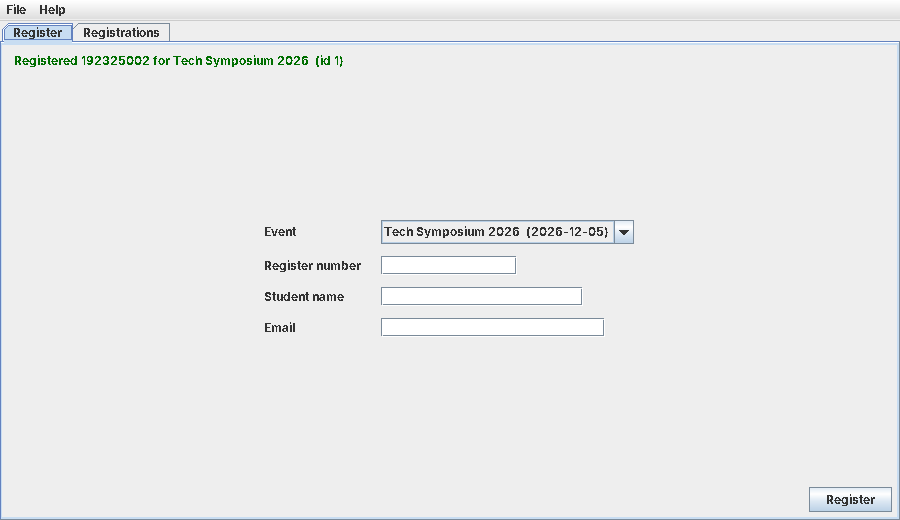 File Help
Register Registrations
Registered 192325002 for Tech Symposium 2026 (id 1)
Event Tech Symposium 2026 (2026-12-05)
Register number
Student name
Email
Register